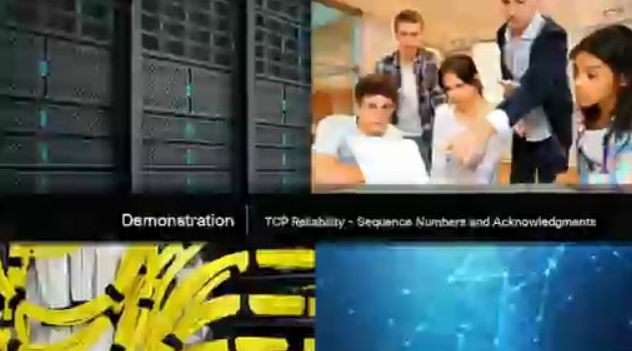 Demonstration
TCP Reliability - Sequence Numbers and Acknowledgments